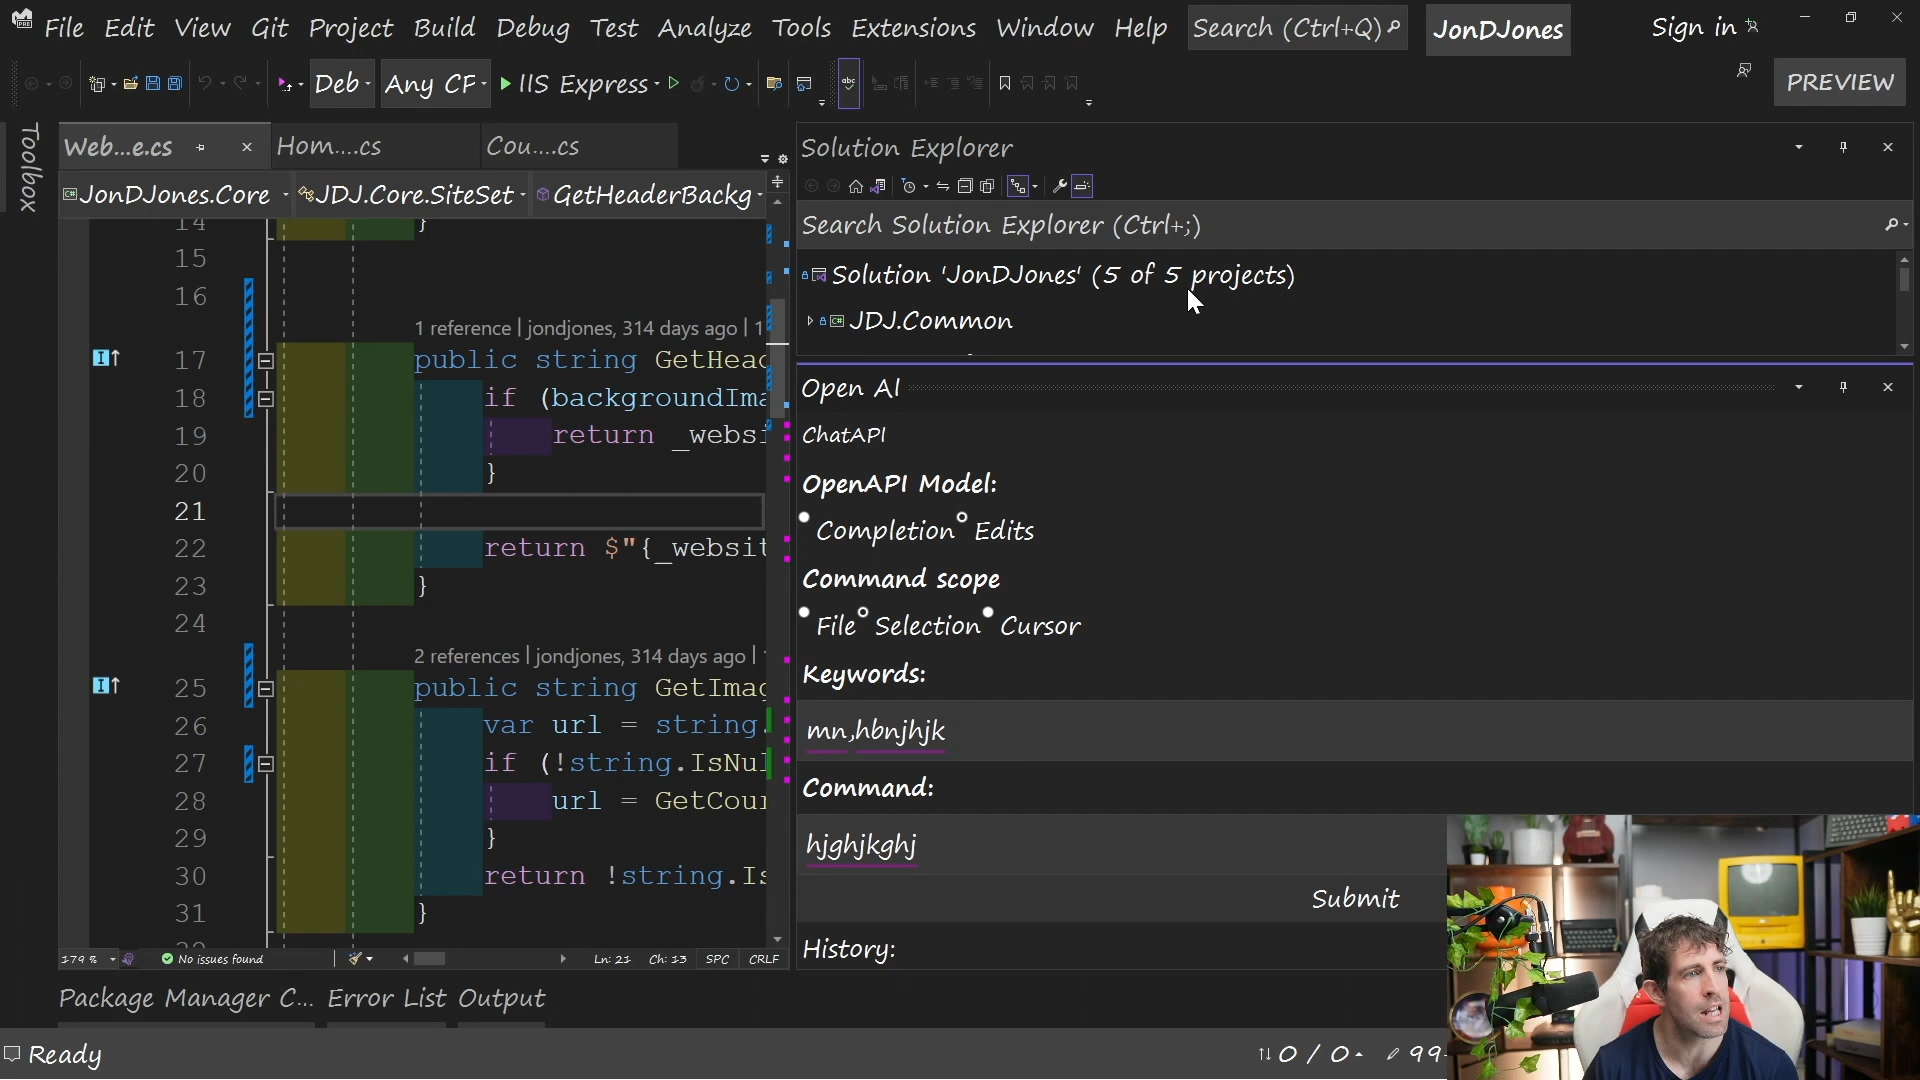 File Edit View Git Project Build Debug Test Analyze Tools Extensions Window Help Search (Ctrl+Q) JonDJones Sign in
Deb Any CF IIS Express PREVIEW
Toolbox
Web...e.cs Hom....cs Cou....cs
JonDJones.Core JDJ.Core.SiteSet GetHeaderBackg
14 }
15
16
1 reference | jondjones, 314 days ago | 1
17 public string GetHead
18 if (backgroundIma
19 return _websi
20 }
21
22 return $"{_websit
23 }
24
2 references | jondjones, 314 days ago |
25 public string GetImag
26 var url = string.
27 if (!string.IsNul
28 url = GetCour
29 }
30 return !string.Is
31 }
179 % No issues found Ln: 21 Ch: 13 SPC CRLF
Solution Explorer
Search Solution Explorer (Ctrl+;)
Solution 'JonDJones' (5 of 5 projects)
JDJ.Common
Open AI
ChatAPI
OpenAPI Model:
Completion Edits
Command scope
File Selection Cursor
Keywords:
mn,hbnjhjk
Command:
hjghjkghj
Submit
History:
Package Manager C... Error List Output
Ready 0 / 0 99